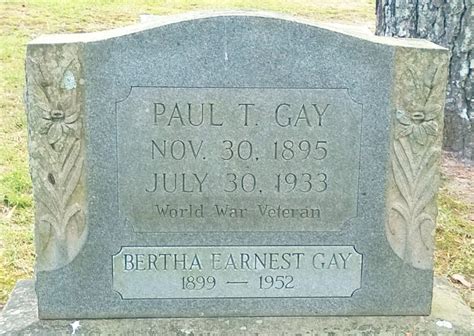 PAUL T. GAY
NOV. 30, 1895
JULY 30, 1933
World War Veteran
BERTHA EARNEST GAY
1899 — 1952